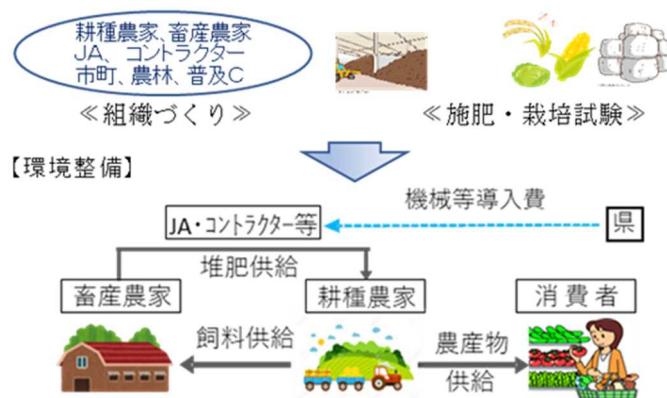 耕種農家、畜産農家
JA、コントラクター
市町、農林、普及C
≪組織づくり≫
≪施肥・栽培試験≫
【環境整備】
機械等導入費
JA・コントラクター等
県
堆肥供給
畜産農家
耕種農家
消費者
飼料供給
農産物
供給